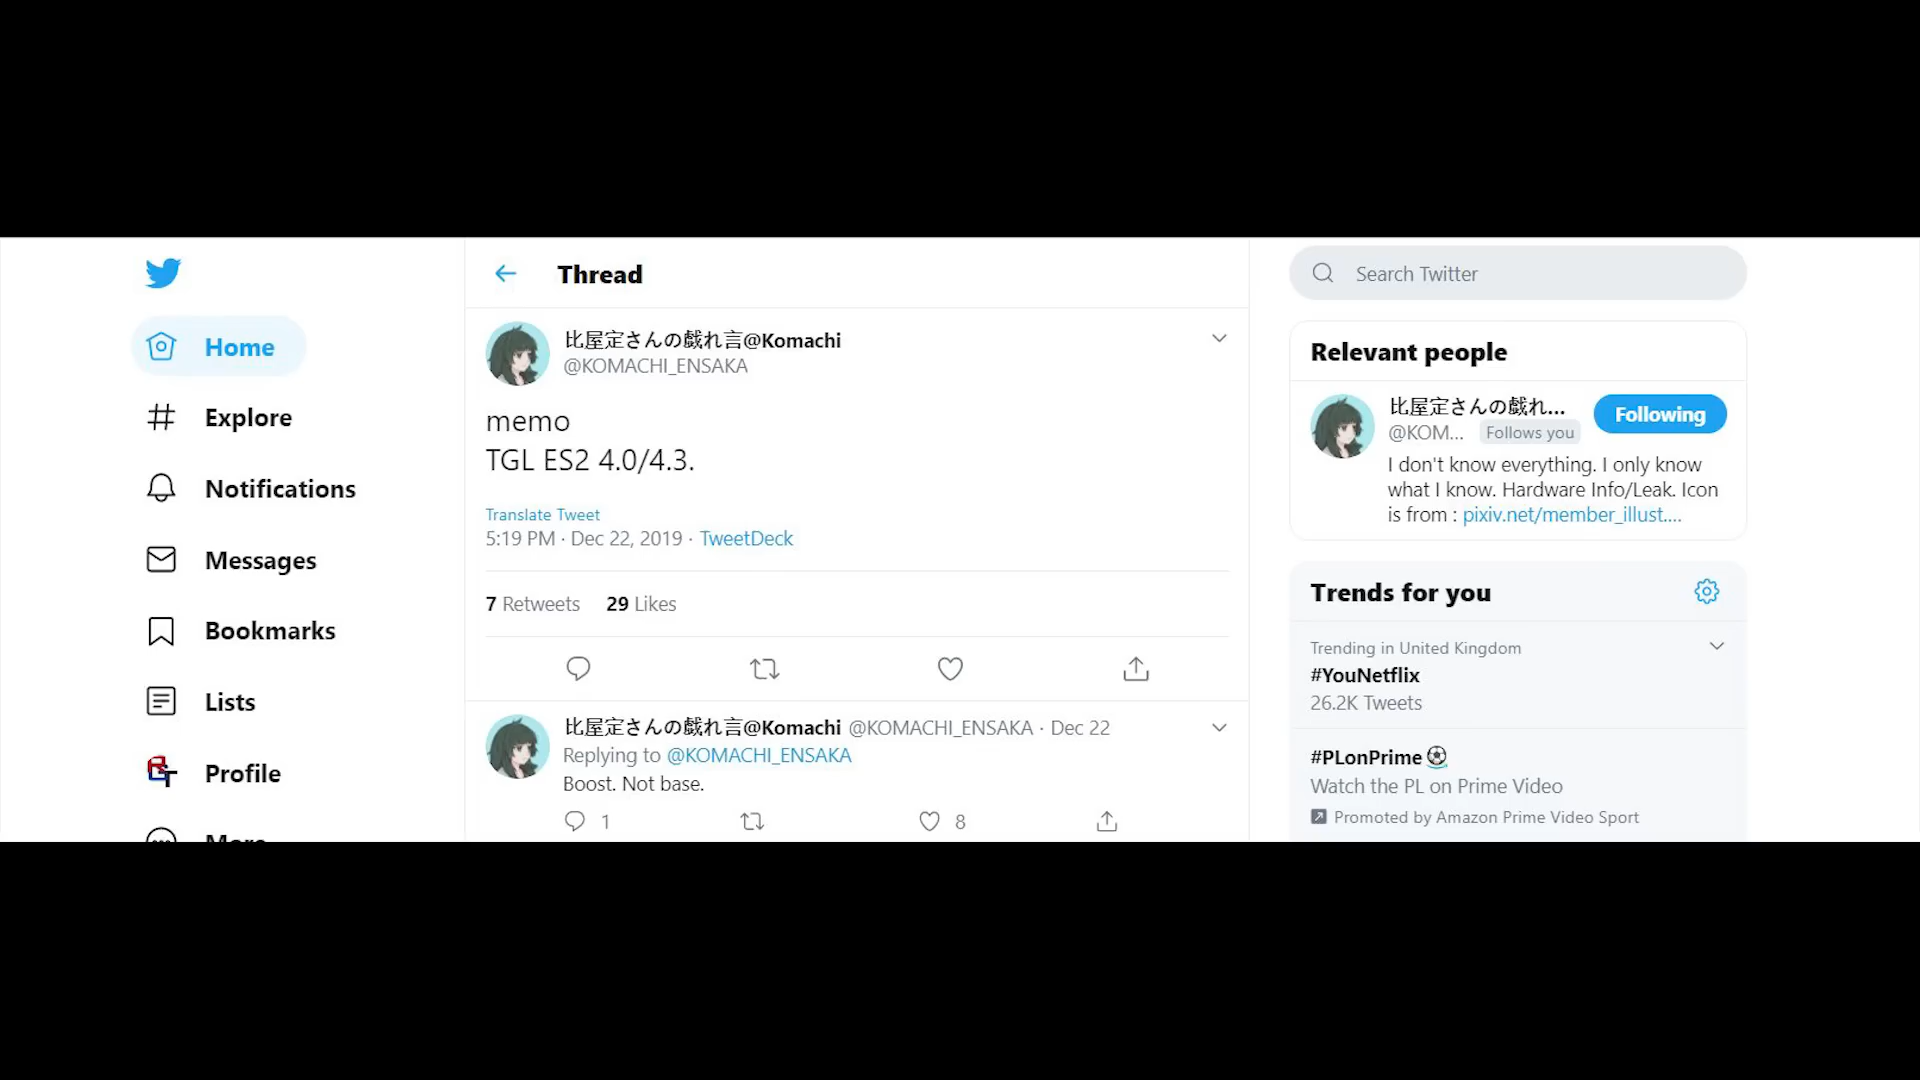 Home
Explore
Notifications
Messages
Bookmarks
Lists
Profile
More
Thread
比屋定さんの戯れ言@Komachi
@KOMACHI_ENSAKA
memo
TGL ES2 4.0/4.3.
Translate Tweet
5:19 PM · Dec 22, 2019 · TweetDeck
7 Retweets 29 Likes
比屋定さんの戯れ言@Komachi @KOMACHI_ENSAKA · Dec 22
Replying to @KOMACHI_ENSAKA
Boost. Not base.
1 8
Search Twitter
Relevant people
比屋定さんの戯れ... Following
@KOM... Follows you
I don't know everything. I only know
what I know. Hardware Info/Leak. Icon
is from : pixiv.net/member_illust....
Trends for you
Trending in United Kingdom
#YouNetflix
26.2K Tweets
#PLonPrime
Watch the PL on Prime Video
Promoted by Amazon Prime Video Sport